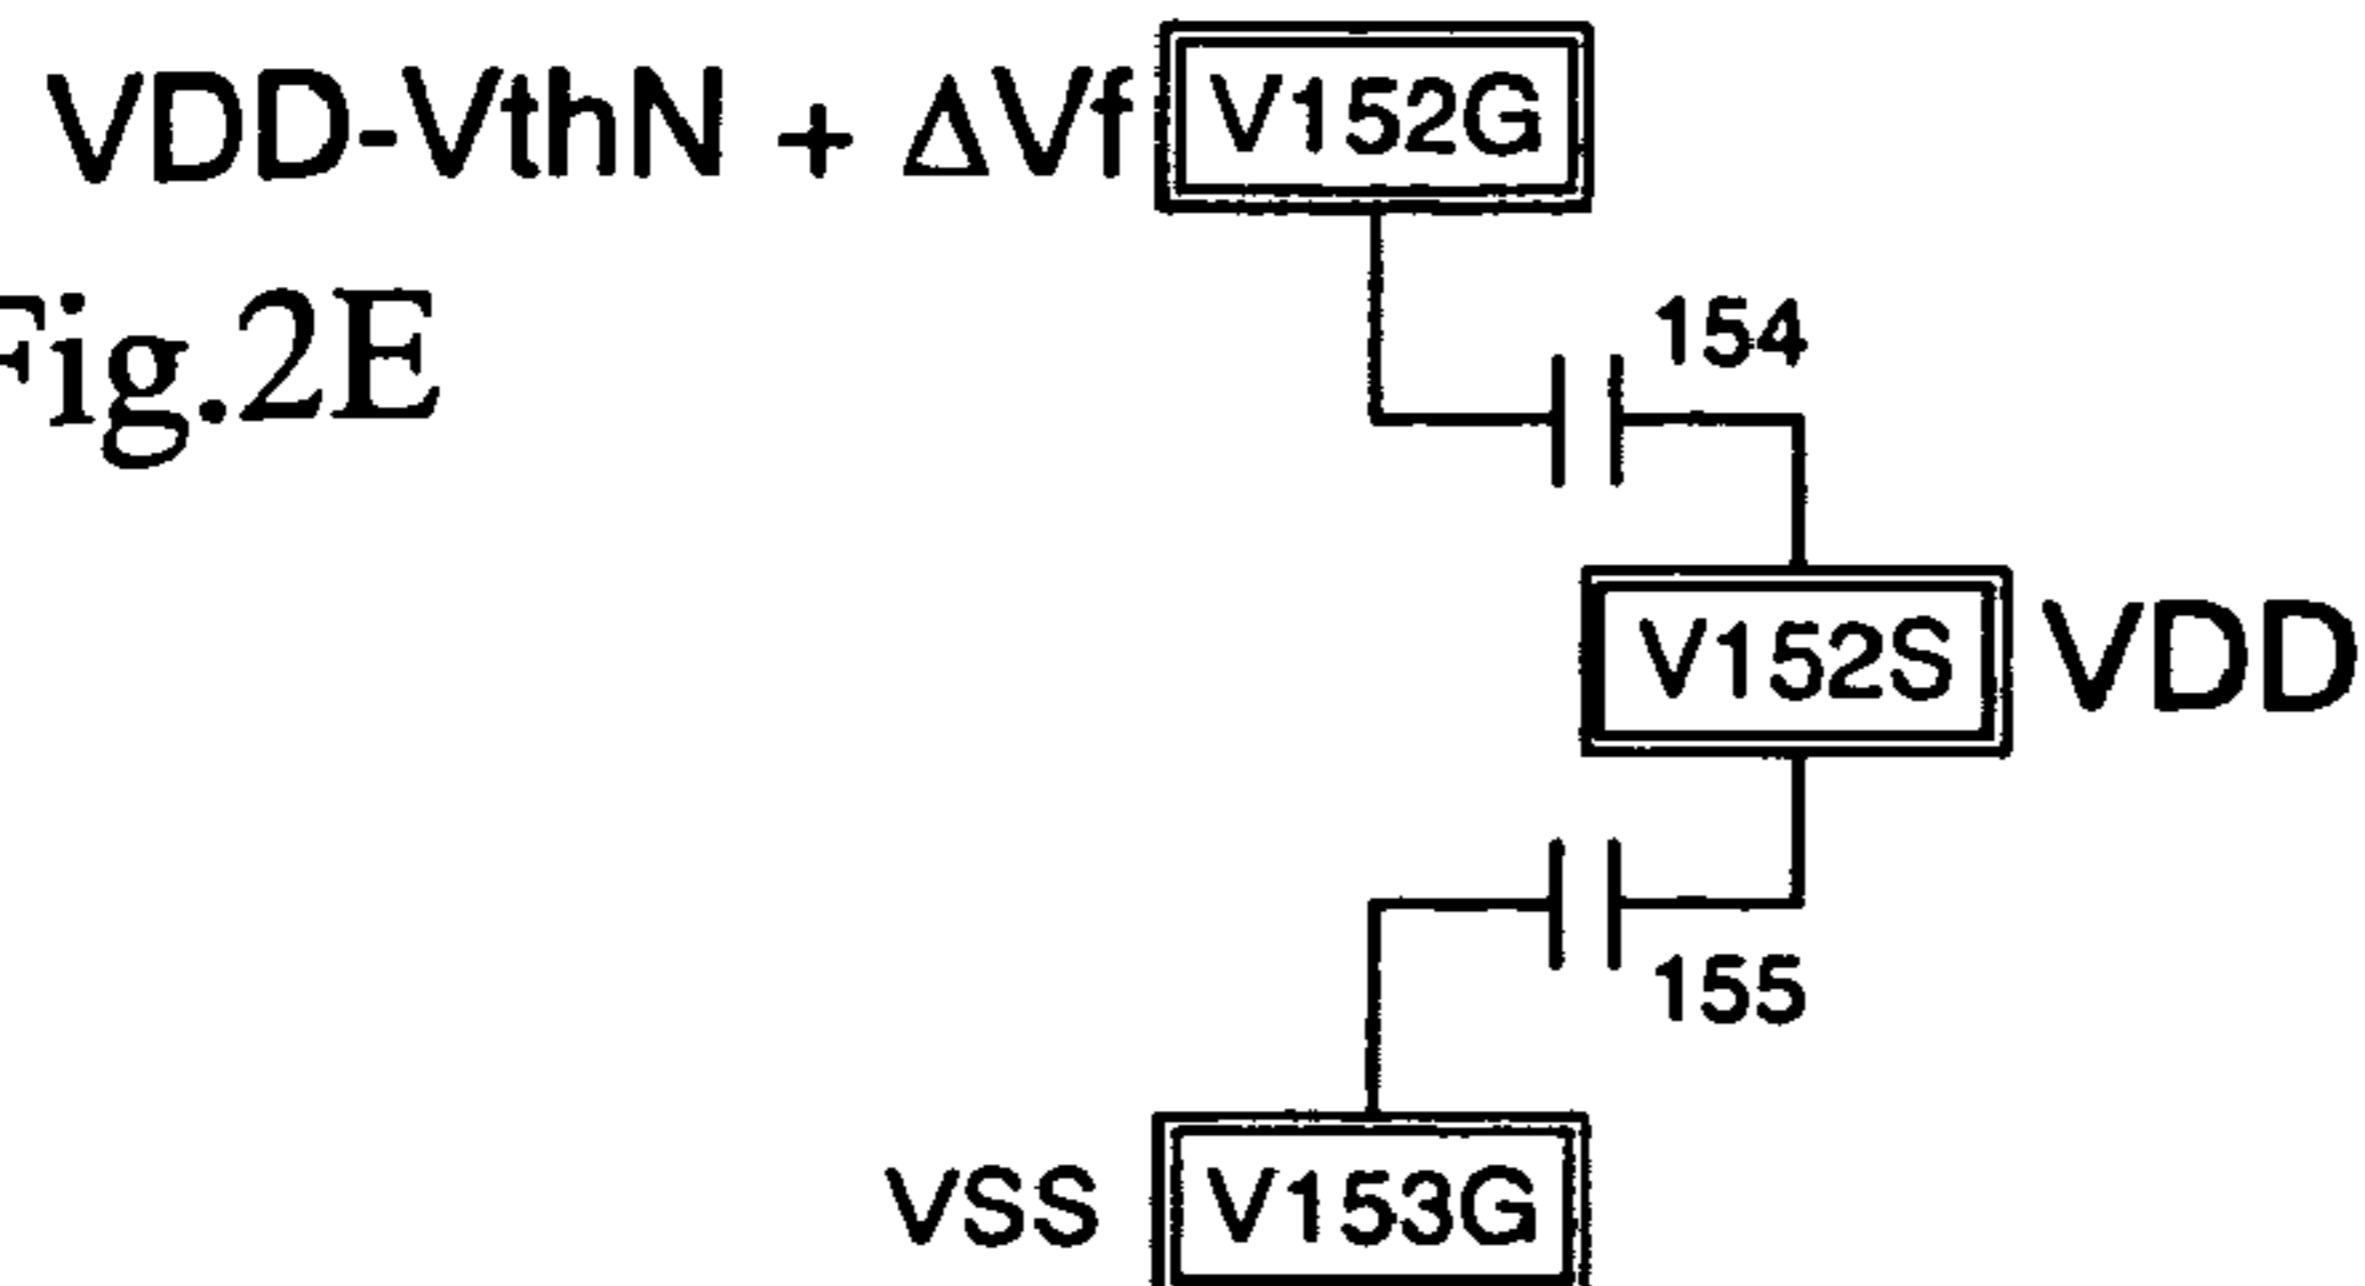 VDD-VthN + ΔVf V152G
Fig.2E
154
V152S VDD
155
VSS V153G